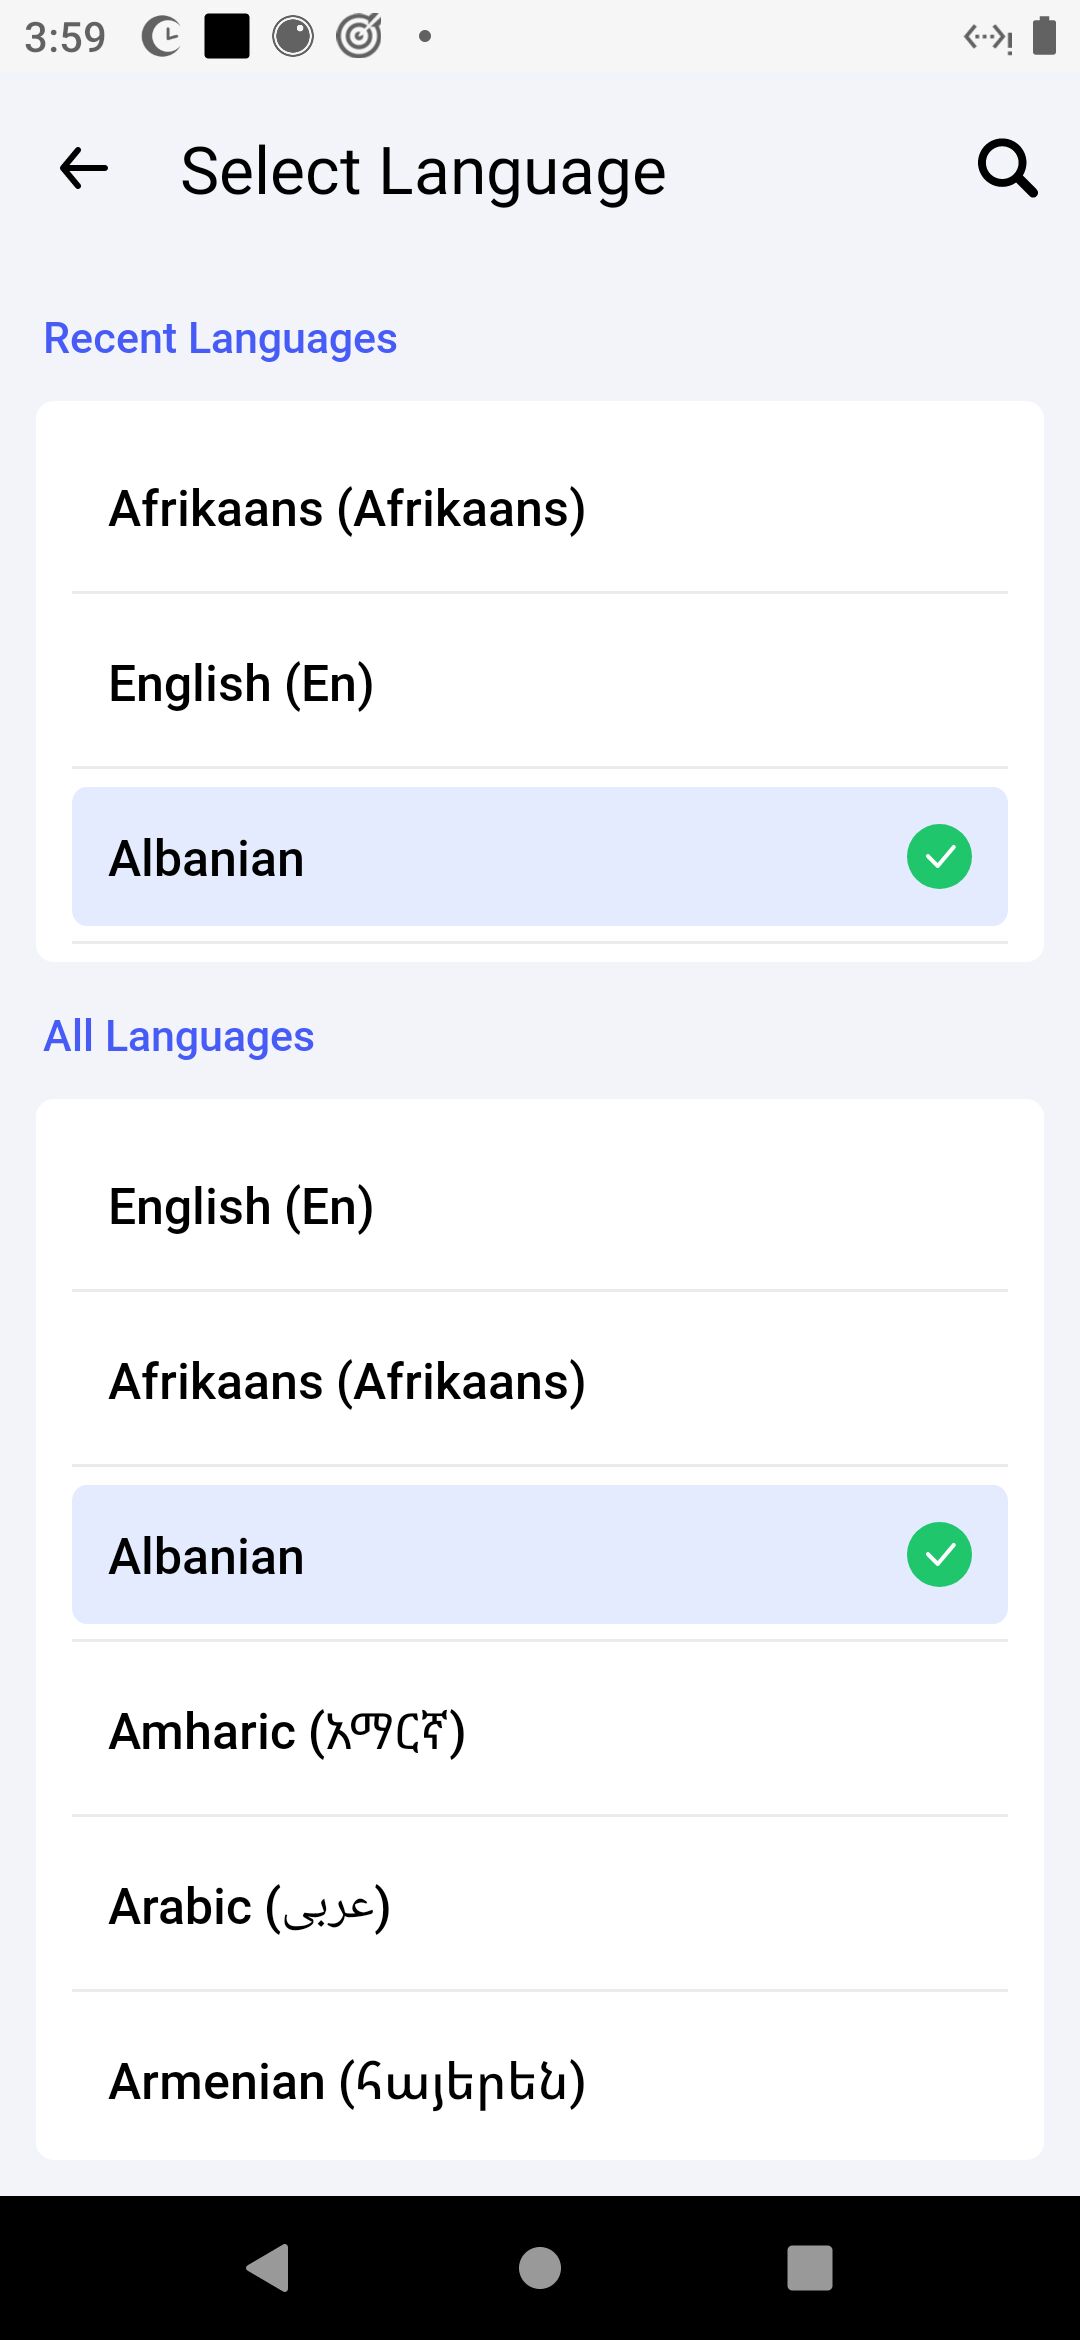 3:59
Select Language
Recent Languages
Afrikaans (Afrikaans)
English (En)
Albanian
All Languages
English (En)
Afrikaans (Afrikaans)
Albanian
Amharic (አማርኛ)
Arabic (عربى)
Armenian (հայերեն)